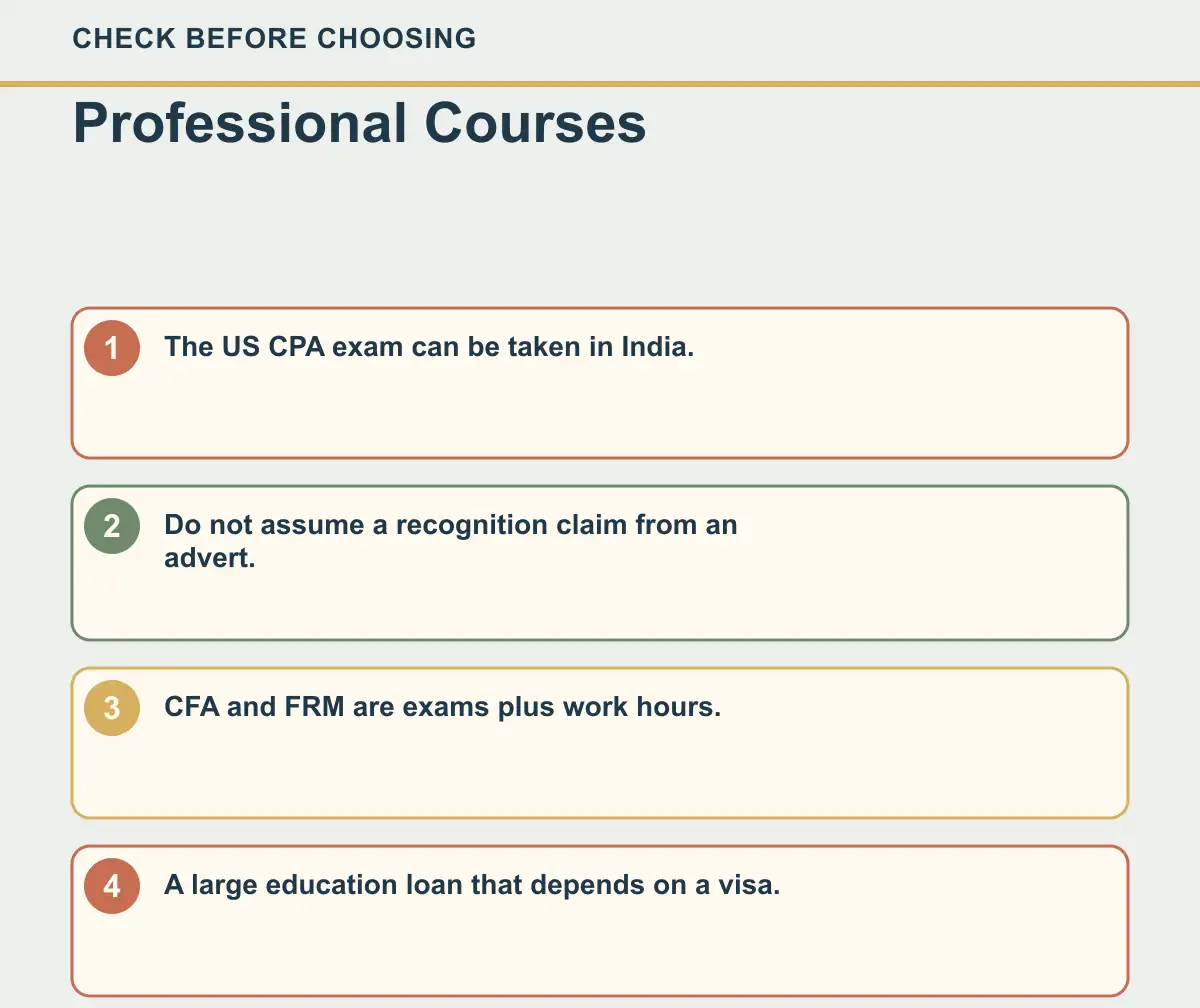 CHECK BEFORE CHOOSING
Professional Courses
1
The US CPA exam can be taken in India.
2
Do not assume a recognition claim from an
advert.
3
CFA and FRM are exams plus work hours.
4
A large education loan that depends on a visa.